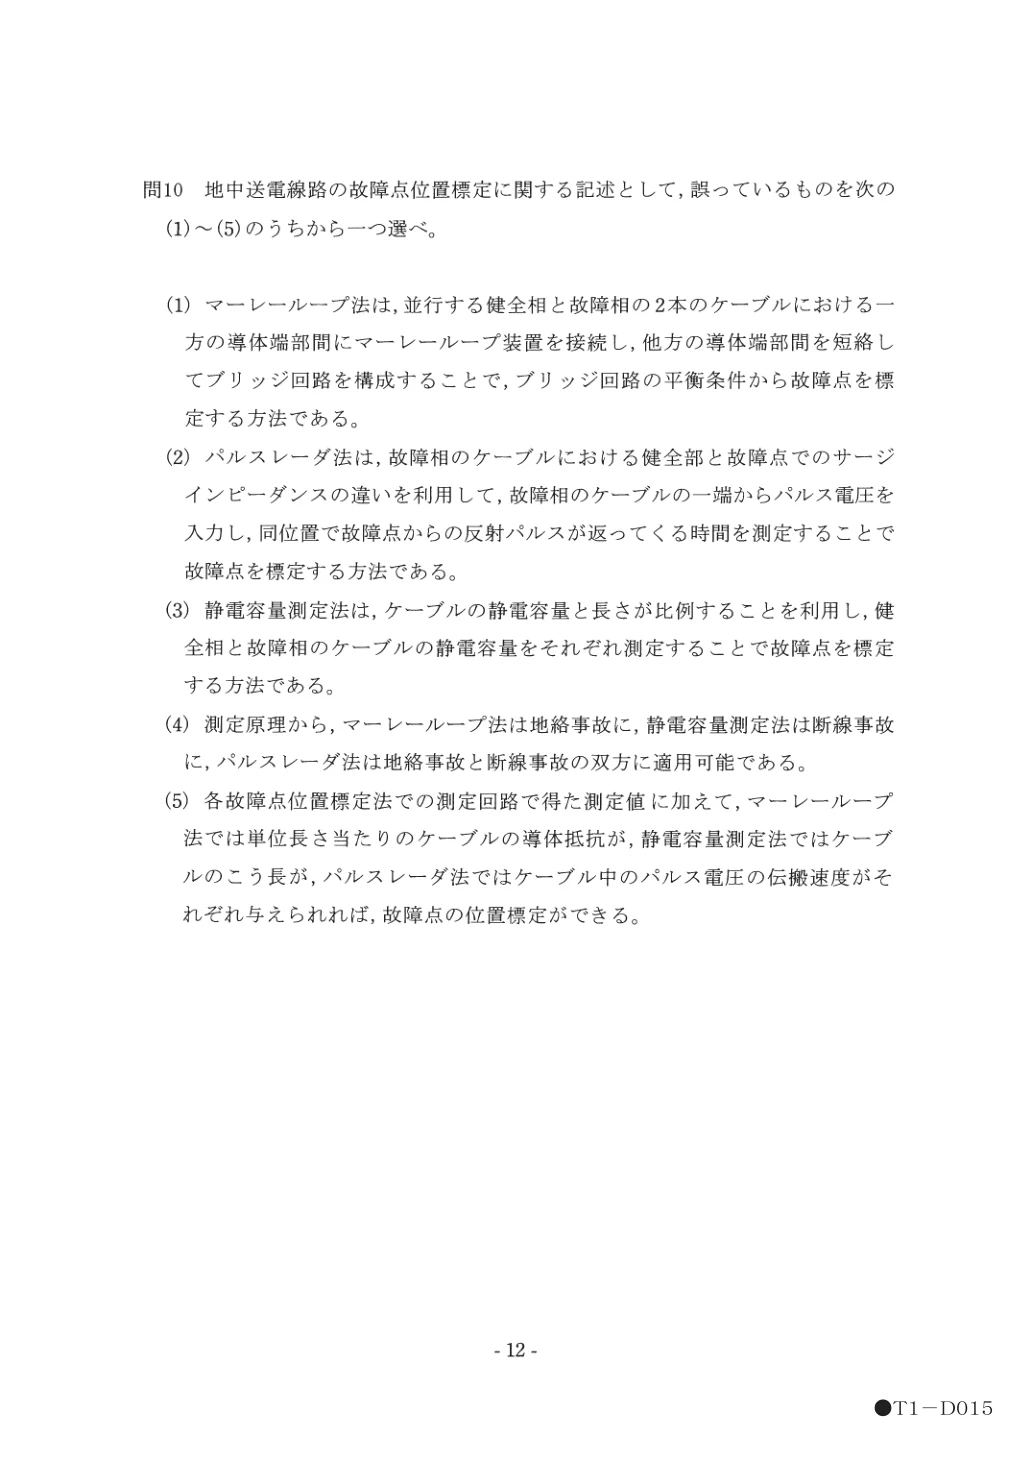 問10　地中送電線路の故障点位置標定に関する記述として,誤っているものを次の
(1)～(5)のうちから一つ選べ。
(1) マーレーループ法は,並行する健全相と故障相の2本のケーブルにおける一
方の導体端部間にマーレーループ装置を接続し,他方の導体端部間を短絡し
てブリッジ回路を構成することで,ブリッジ回路の平衡条件から故障点を標
定する方法である。
(2) パルスレーダ法は,故障相のケーブルにおける健全部と故障点でのサージ
インピーダンスの違いを利用して,故障相のケーブルの一端からパルス電圧を
入力し,同位置で故障点からの反射パルスが返ってくる時間を測定することで
故障点を標定する方法である。
(3) 静電容量測定法は,ケーブルの静電容量と長さが比例することを利用し,健
全相と故障相のケーブルの静電容量をそれぞれ測定することで故障点を標定
する方法である。
(4) 測定原理から,マーレーループ法は地絡事故に,静電容量測定法は断線事故
に,パルスレーダ法は地絡事故と断線事故の双方に適用可能である。
(5) 各故障点位置標定法での測定回路で得た測定値に加えて,マーレーループ
法では単位長さ当たりのケーブルの導体抵抗が,静電容量測定法ではケーブ
ルのこう長が,パルスレーダ法ではケーブル中のパルス電圧の伝搬速度がそ
れぞれ与えられれば,故障点の位置標定ができる。
- 12 -
●T1－D015